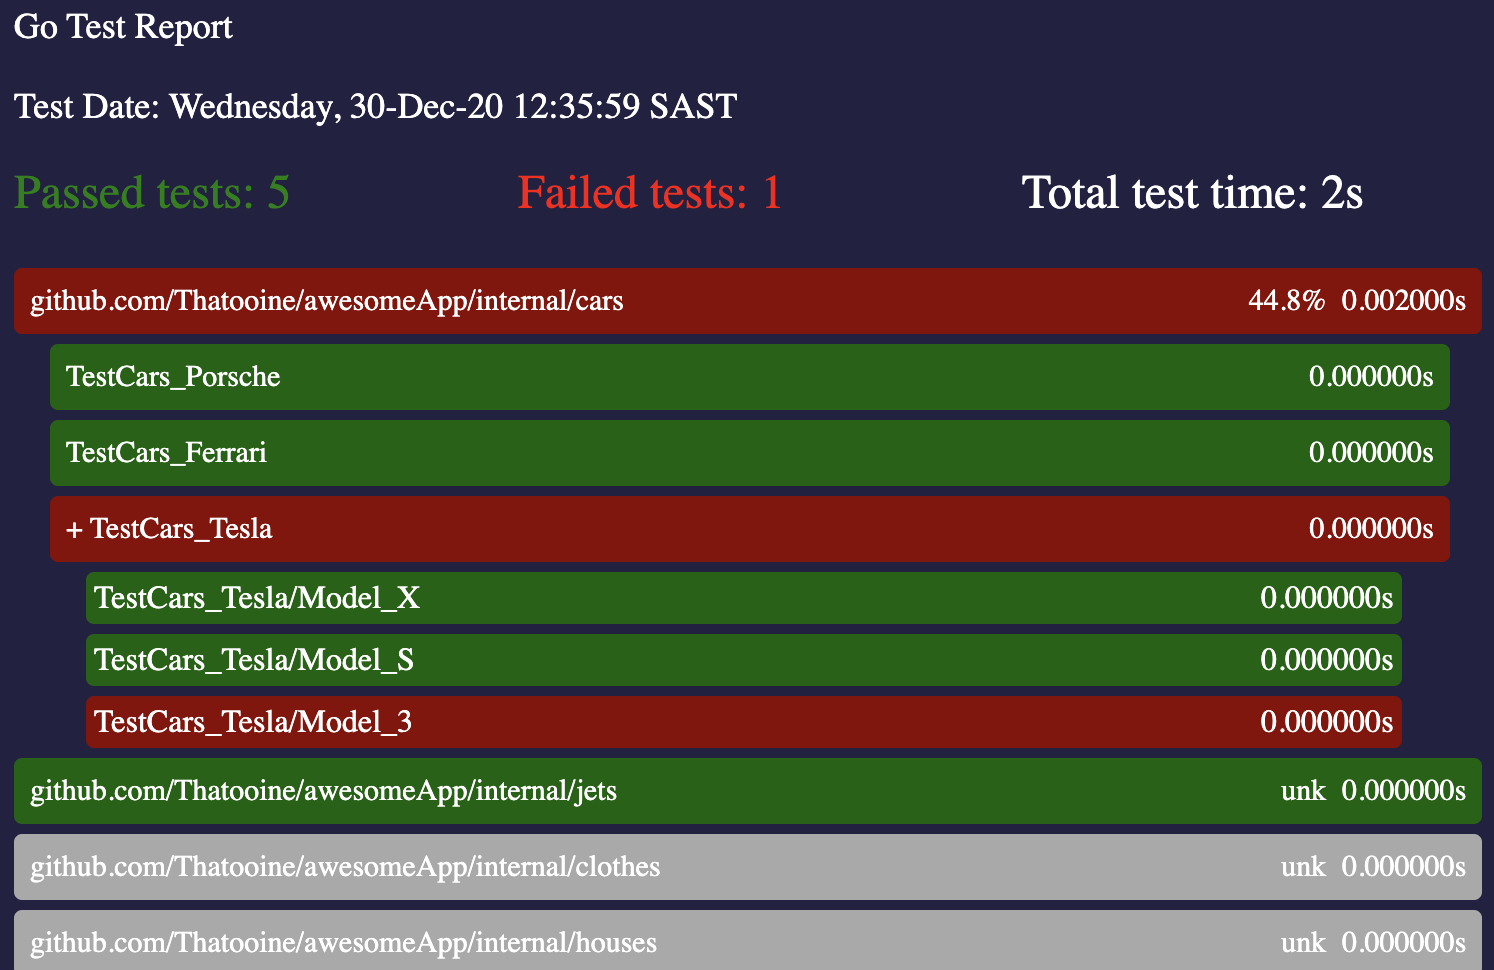 Go Test Report
Test Date: Wednesday, 30-Dec-20 12:35:59 SAST
Passed tests: 5 Failed tests: 1 Total test time: 2s
github.com/Thatooine/awesomeApp/internal/cars 44.8% 0.002000s
TestCars_Porsche 0.000000s
TestCars_Ferrari 0.000000s
+ TestCars_Tesla 0.000000s
TestCars_Tesla/Model_X 0.000000s
TestCars_Tesla/Model_S 0.000000s
TestCars_Tesla/Model_3 0.000000s
github.com/Thatooine/awesomeApp/internal/jets unk 0.000000s
github.com/Thatooine/awesomeApp/internal/clothes unk 0.000000s
github.com/Thatooine/awesomeApp/internal/houses unk 0.000000s